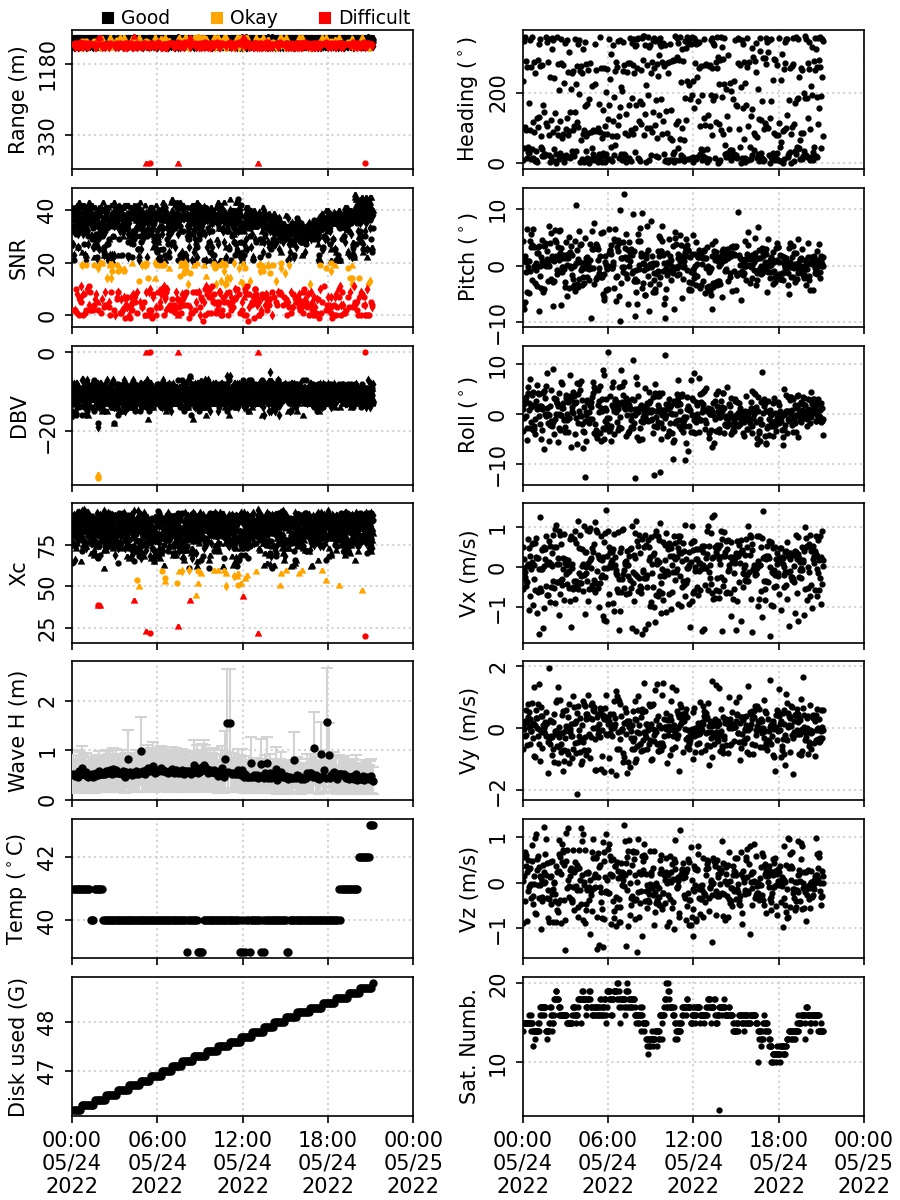 Good Okay Difficult
Range (m)
1180
330
Heading (°)
200
0
SNR
40
20
0
Pitch (°)
10
0
−10
DBV
0
−20
Roll (°)
10
0
−10
Xc
75
50
25
Vx (m/s)
1
0
−1
Wave H (m)
2
1
0
Vy (m/s)
2
0
−2
Temp (°C)
42
40
Vz (m/s)
1
0
−1
Disk used (G)
48
47
Sat. Numb.
20
10
00:00 06:00 12:00 18:00 00:00
05/24 05/24 05/24 05/24 05/25
2022 2022 2022 2022 2022
00:00 06:00 12:00 18:00 00:00
05/24 05/24 05/24 05/24 05/25
2022 2022 2022 2022 2022